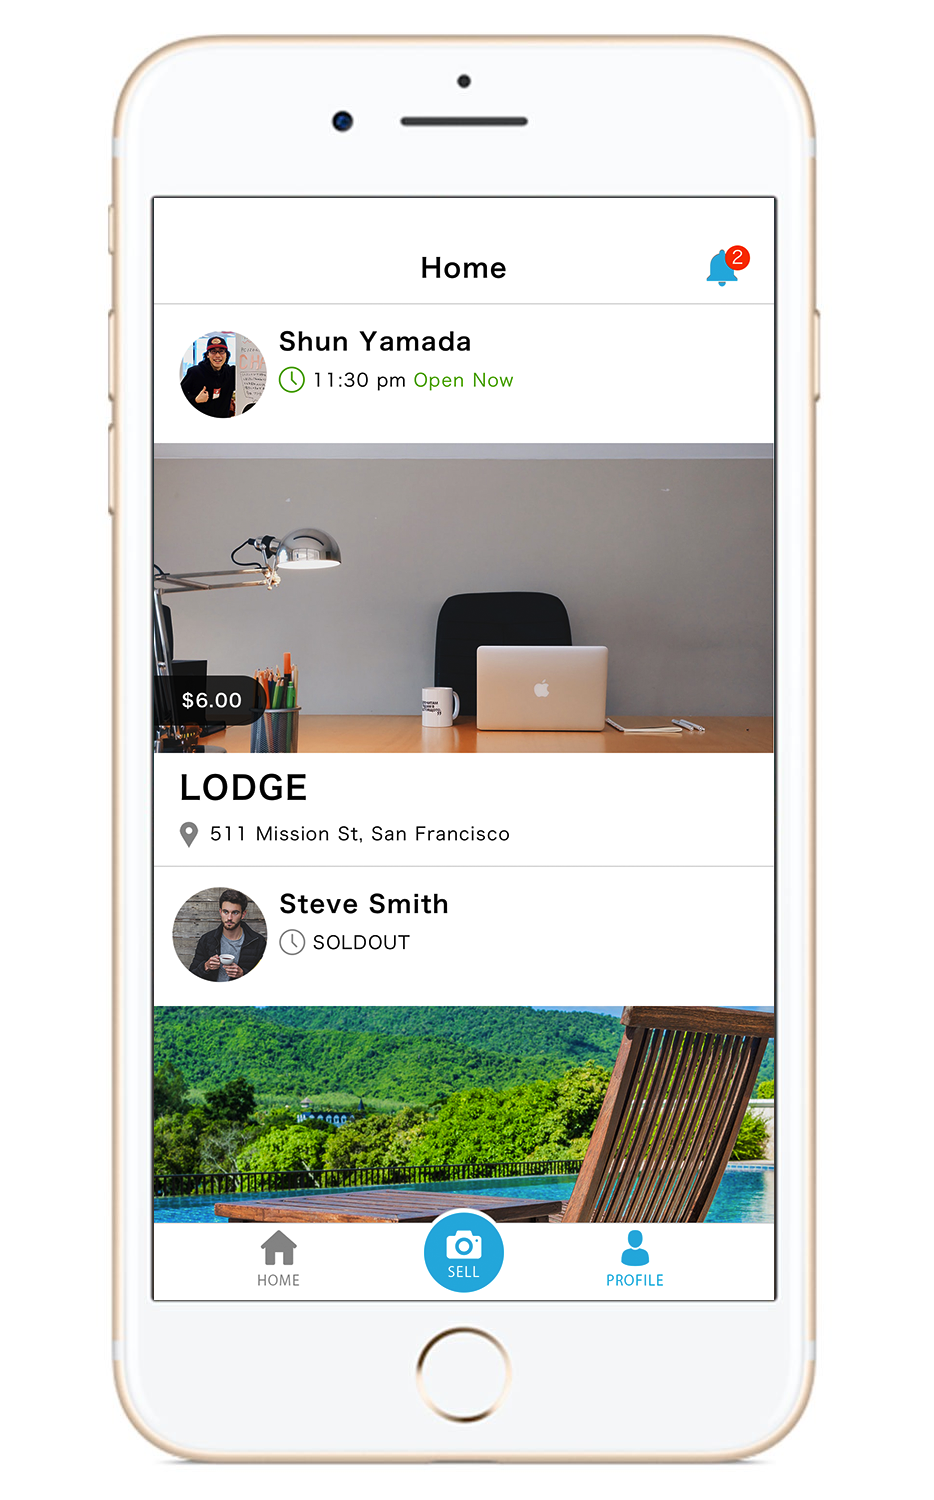 Home
2
Shun Yamada
11:30 pm Open Now
$6.00
LODGE
511 Mission St, San Francisco
Steve Smith
SOLDOUT
HOME
SELL
PROFILE